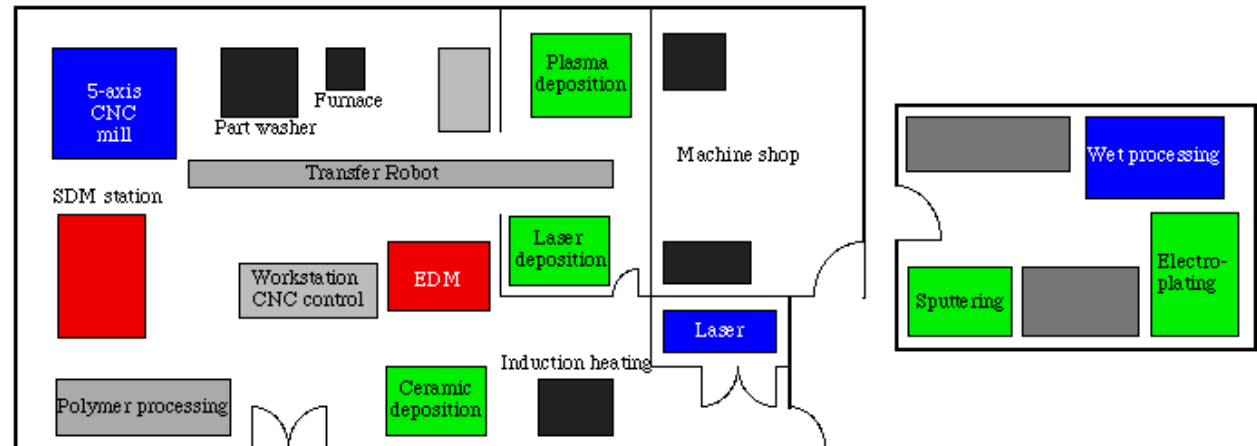 5-axis
CNC
mill
Part washer
Furnace
Plasma
deposition
Machine shop
Transfer Robot
SDM station
Laser
deposition
Workstation
CNC control
EDM
Laser
Induction heating
Polymer processing
Ceramic
deposition
Wet processing
Electro-
plating
Sputtering